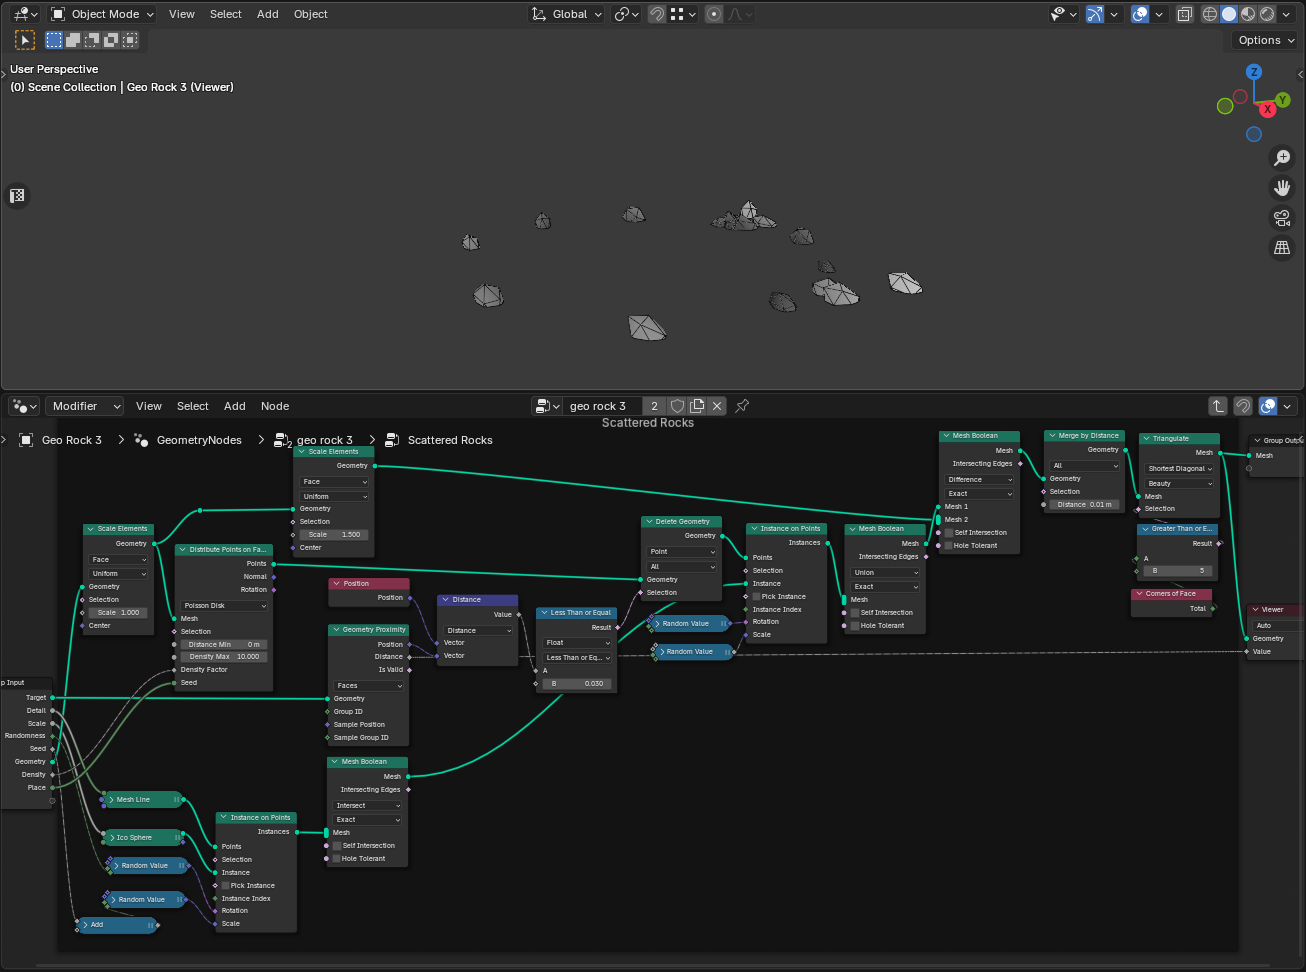 Object Mode
View
Select
Add
Object
Global
Options
User Perspective
(0) Scene Collection | Geo Rock 3 (Viewer)
Z
Y
X
Modifier
View
Select
Add
Node
geo rock 3
2
Scattered Rocks
Geo Rock 3
GeometryNodes
2
geo rock 3
Scattered Rocks
Scale Elements
Geometry
Face
Uniform
Geometry
Selection
Scale 1.500
Center
Scale Elements
Geometry
Face
Uniform
Geometry
Selection
Scale 1.000
Center
Distribute Points on Fa...
Points
Normal
Rotation
Poisson Disk
Mesh
Selection
Distance Min 0 m
Density Max 10.000
Density Factor
Seed
Position
Position
Geometry Proximity
Position
Distance
Is Valid
Faces
Geometry
Group ID
Sample Position
Sample Group ID
Distance
Value
Distance
Vector
Vector
Less Than or Equal
Result
Float
Less Than or Eq...
A
B 0.030
Delete Geometry
Geometry
Point
All
Geometry
Selection
Random Value
Random Value
Instance on Points
Instances
Points
Selection
Instance
Pick Instance
Instance Index
Rotation
Scale
Mesh Boolean
Mesh
Intersecting Edges
Union
Exact
Mesh
Self Intersection
Hole Tolerant
Mesh Boolean
Mesh
Intersecting Edges
Difference
Exact
Mesh 1
Mesh 2
Self Intersection
Hole Tolerant
Merge by Distance
Geometry
All
Geometry
Selection
Distance 0.01 m
Triangulate
Mesh
Shortest Diagonal
Beauty
Mesh
Selection
Greater Than or E...
Result
A
B 5
Corners of Face
Total
Group Outp
Mesh
Viewer
Auto
Geometry
Value
p Input
Target
Detail
Scale
Randomness
Seed
Geometry
Density
Place
Mesh Line
Ico Sphere
Random Value
Random Value
Add
Instance on Points
Instances
Points
Selection
Instance
Pick Instance
Instance Index
Rotation
Scale
Mesh Boolean
Mesh
Intersecting Edges
Intersect
Exact
Mesh
Self Intersection
Hole Tolerant